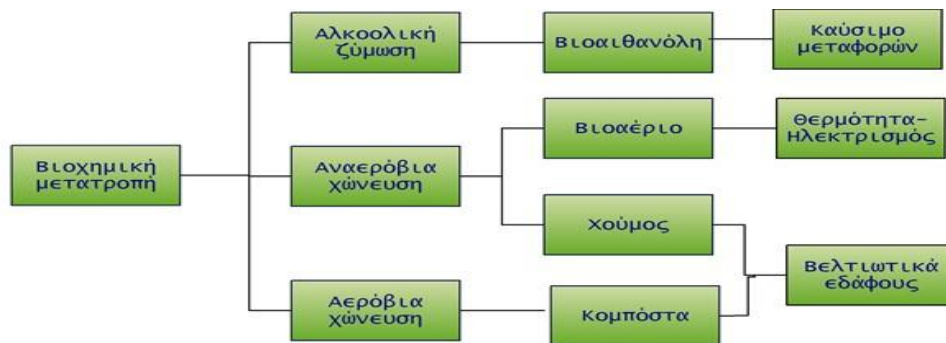 Αλκοολική
ζύμωση
Βιοαιθανόλη
Καύσιμο
μεταφορών
Βιοχημική
μετατροπή
Αναερόβια
χώνευση
Βιοαέριο
Θερμότητα-
Ηλεκτρισμός
Χούμος
Βελτιωτικά
εδάφους
Αερόβια
χώνευση
Κομπόστα